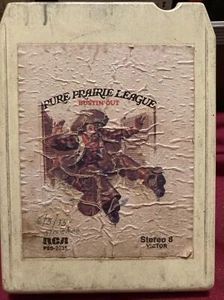 PURE PRAIRIE LEAGUE
BUSTIN' OUT
RCA
Stereo 8
VICTOR